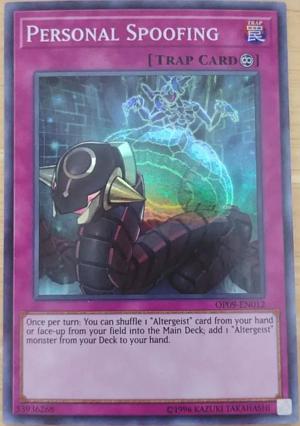 PERSONAL SPOOFING
TRAP
罠
[TRAP CARD]
OP09-EN012
Once per turn: You can shuffle 1 "Altergeist" card from your hand
or face-up from your field into the Main Deck; add 1 "Altergeist"
monster from your Deck to your hand.
53936268
©1996 KAZUKI TAKAHASHI